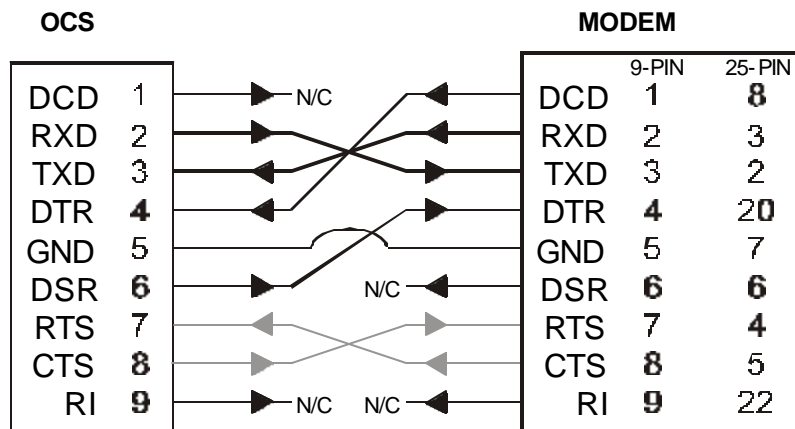 OCS MODEM
9-PIN 25-PIN
DCD 1 N/C DCD 1 8
RXD 2 RXD 2 3
TXD 3 TXD 3 2
DTR 4 DTR 4 20
GND 5 GND 5 7
DSR 6 N/C DSR 6 6
RTS 7 RTS 7 4
CTS 8 CTS 8 5
RI 9 N/C N/C RI 9 22